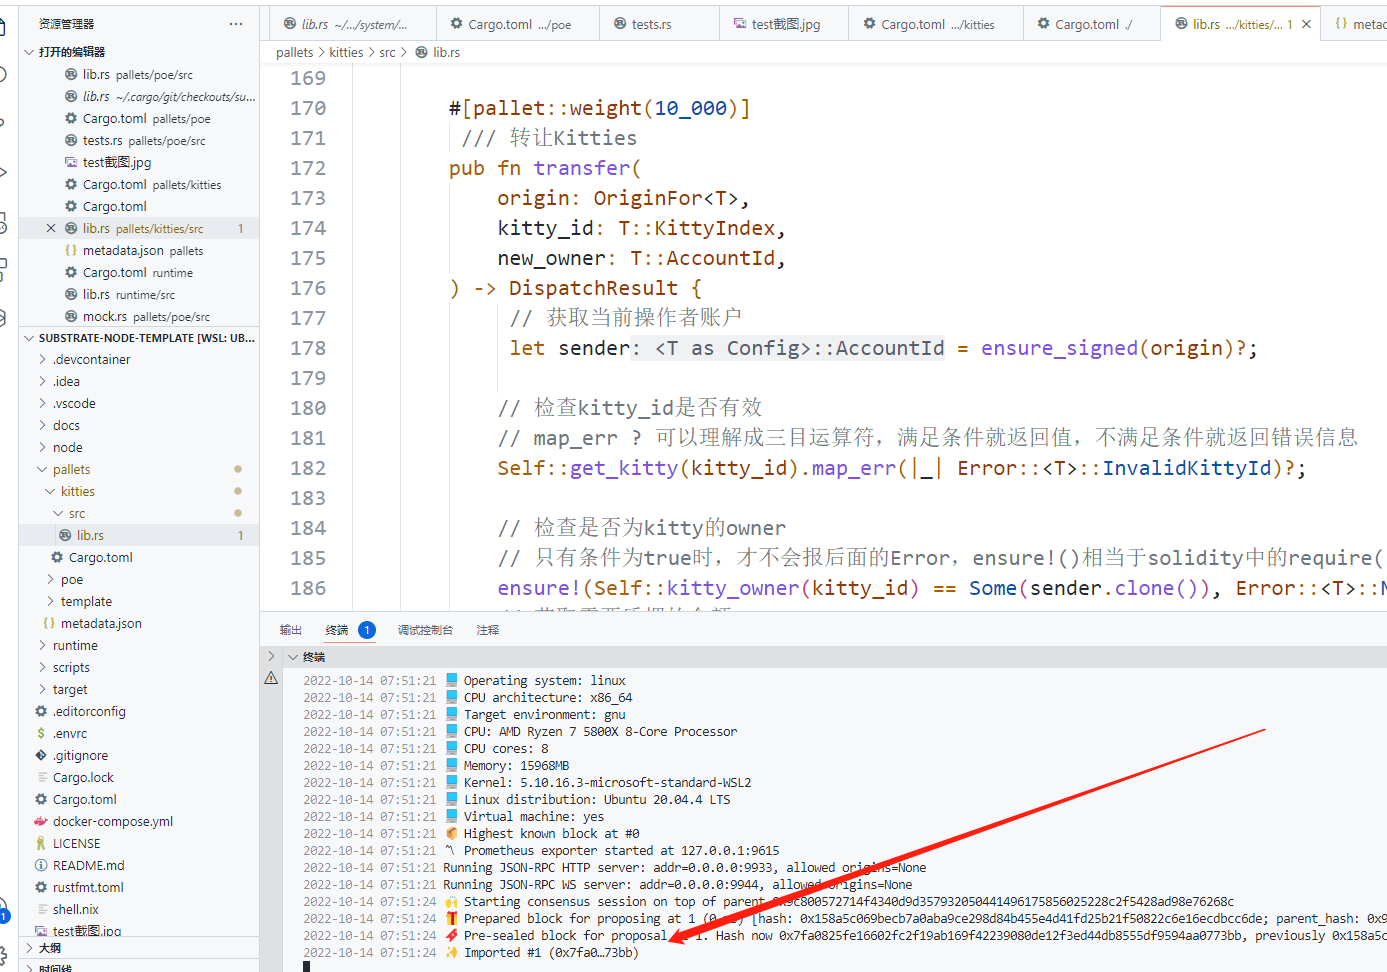 资源管理器
···
打开的编辑器
lib.rs pallets/poe/src
lib.rs ~/.cargo/git/checkouts/su...
Cargo.toml pallets/poe
tests.rs pallets/poe/src
test截图.jpg
Cargo.toml pallets/kitties
Cargo.toml
lib.rs pallets/kitties/src 1
metadata.json pallets
Cargo.toml runtime
lib.rs runtime/src
mock.rs pallets/poe/src
SUBSTRATE-NODE-TEMPLATE [WSL: UB...
.devcontainer
.idea
.vscode
docs
node
pallets
kitties
src
lib.rs 1
Cargo.toml
poe
template
metadata.json
runtime
scripts
target
.editorconfig
.envrc
.gitignore
Cargo.lock
Cargo.toml
docker-compose.yml
LICENSE
README.md
rustfmt.toml
shell.nix
test截图.jpg
大纲
时间线
lib.rs ~/.../system/...
Cargo.toml .../poe
tests.rs
test截图.jpg
Cargo.toml .../kitties
Cargo.toml ./
lib.rs .../kitties/... 1
metac
pallets > kitties > src > lib.rs
169
170 #[pallet::weight(10_000)]
171 /// 转让Kitties
172 pub fn transfer(
173 origin: OriginFor<T>,
174 kitty_id: T::KittyIndex,
175 new_owner: T::AccountId,
176 ) -> DispatchResult {
177 // 获取当前操作者账户
178 let sender: <T as Config>::AccountId = ensure_signed(origin)?;
179
180 // 检查kitty_id是否有效
181 // map_err ? 可以理解成三目运算符，满足条件就返回值，不满足条件就返回错误信息
182 Self::get_kitty(kitty_id).map_err(|_| Error::<T>::InvalidKittyId)?;
183
184 // 检查是否为kitty的owner
185 // 只有条件为true时，才不会报后面的Error，ensure!()相当于solidity中的require(
186 ensure!(Self::kitty_owner(kitty_id) == Some(sender.clone()), Error::<T>::N
输出 终端 1 调试控制台 注释
终端
2022-10-14 07:51:21 💻 Operating system: linux
2022-10-14 07:51:21 💻 CPU architecture: x86_64
2022-10-14 07:51:21 💻 Target environment: gnu
2022-10-14 07:51:21 💻 CPU: AMD Ryzen 7 5800X 8-Core Processor
2022-10-14 07:51:21 💻 CPU cores: 8
2022-10-14 07:51:21 💻 Memory: 15968MB
2022-10-14 07:51:21 💻 Kernel: 5.10.16.3-microsoft-standard-WSL2
2022-10-14 07:51:21 💻 Linux distribution: Ubuntu 20.04.4 LTS
2022-10-14 07:51:21 💻 Virtual machine: yes
2022-10-14 07:51:21 📦 Highest known block at #0
2022-10-14 07:51:21 〽 Prometheus exporter started at 127.0.0.1:9615
2022-10-14 07:51:21 Running JSON-RPC HTTP server: addr=0.0.0.0:9933, allowed origins=None
2022-10-14 07:51:21 Running JSON-RPC WS server: addr=0.0.0.0:9944, allowed origins=None
2022-10-14 07:51:24 🙌 Starting consensus session on top of parent 0x9c800572714f4340d9d357932050441496175856025228c2f5428ad98e76268c
2022-10-14 07:51:24 🎁 Prepared block for proposing at 1 (0 ms) [hash: 0x158a5c069becb7a0aba9ce298d84b455e4d41fd25b21f50822c6e16ecdbcc6de; parent_hash: 0x9
2022-10-14 07:51:24 🔖 Pre-sealed block for proposal at 1. Hash now 0x7fa0825fe16602fc2f19ab169f42239080de12f3ed44db8555df9594aa0773bb, previously 0x158a5c
2022-10-14 07:51:24 ✨ Imported #1 (0x7fa0…73bb)